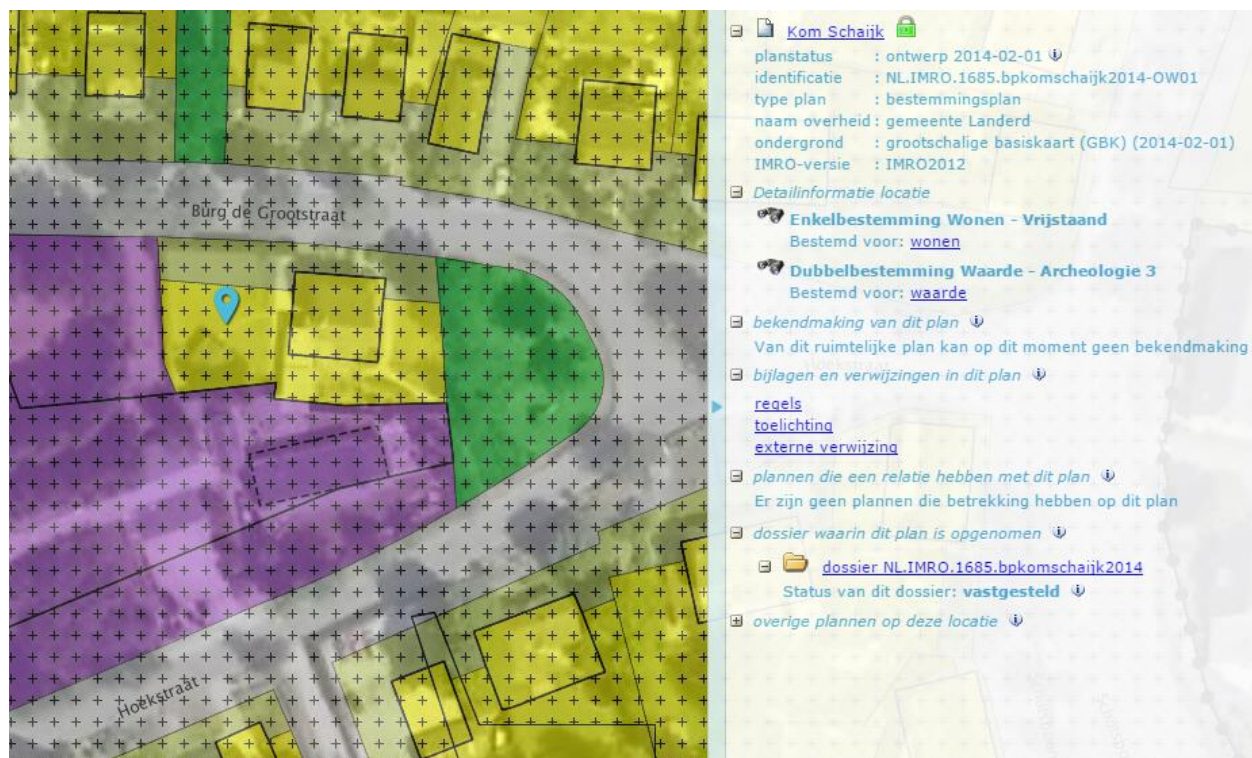 Burg de Grootstraat
Hoekstraat
Kom Schaijk
planstatus : ontwerp 2014-02-01
identificatie : NL.IMRO.1685.bpkomschaijk2014-OW01
type plan : bestemmingsplan
naam overheid : gemeente Landerd
ondergrond : grootschalige basiskaart (GBK) (2014-02-01)
IMRO-versie : IMRO2012
Detailinformatie locatie
Enkelbestemming Wonen - Vrijstaand
Bestemd voor: wonen
Dubbelbestemming Waarde - Archeologie 3
Bestemd voor: waarde
bekendmaking van dit plan
Van dit ruimtelijke plan kan op dit moment geen bekendmaking
bijlagen en verwijzingen in dit plan
regels
toelichting
externe verwijzing
plannen die een relatie hebben met dit plan
Er zijn geen plannen die betrekking hebben op dit plan
dossier waarin dit plan is opgenomen
dossier NL.IMRO.1685.bpkomschaijk2014
Status van dit dossier: vastgesteld
overige plannen op deze locatie